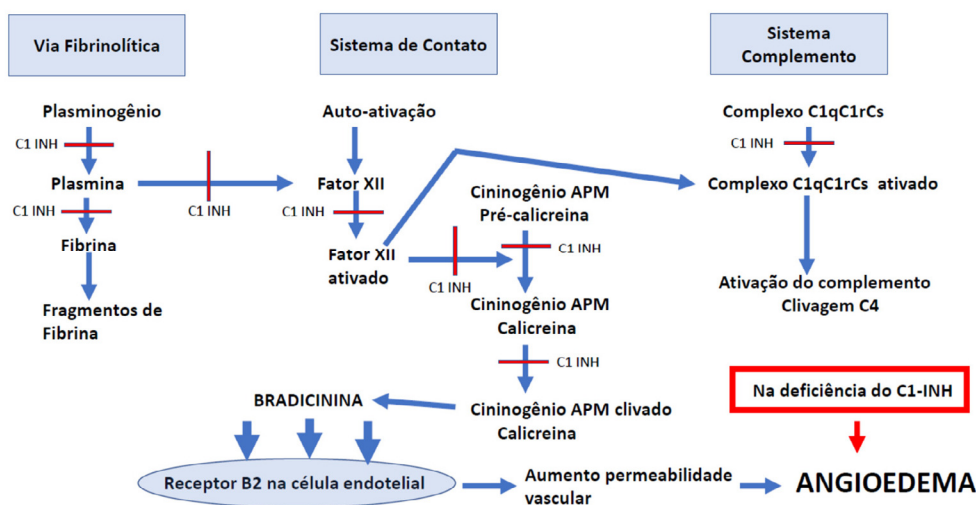 Via Fibrinolítica
Sistema de Contato
Sistema
Complemento
Plasminogênio
C1 INH
Plasmina
C1 INH
C1 INH
Fibrina
Fragmentos de
Fibrina
Auto-ativação
Fator XII
C1 INH
Fator XII
ativado
C1 INH
Cininogênio APM
Pré-calicreina
C1 INH
Cininogênio APM
Calicreina
C1 INH
Cininogênio APM clivado
Calicreina
BRADICININA
Receptor B2 na célula endotelial
Aumento permeabilidade
vascular
Complexo C1qC1rCs
C1 INH
Complexo C1qC1rCs ativado
Ativação do complemento
Clivagem C4
Na deficiência do C1-INH
ANGIOEDEMA